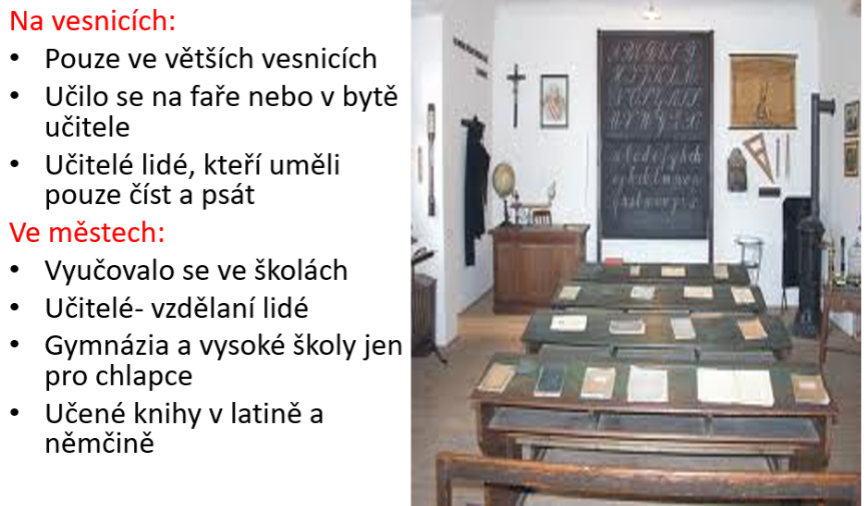 Na vesnicích:
• Pouze ve větších vesnicích
• Učilo se na faře nebo v bytě
učitele
• Učitelé lidé, kteří uměli
pouze číst a psát
Ve městech:
• Vyučovalo se ve školách
• Učitelé- vzdělaní lidé
• Gymnázia a vysoké školy jen
pro chlapce
• Učené knihy v latině a
němčině